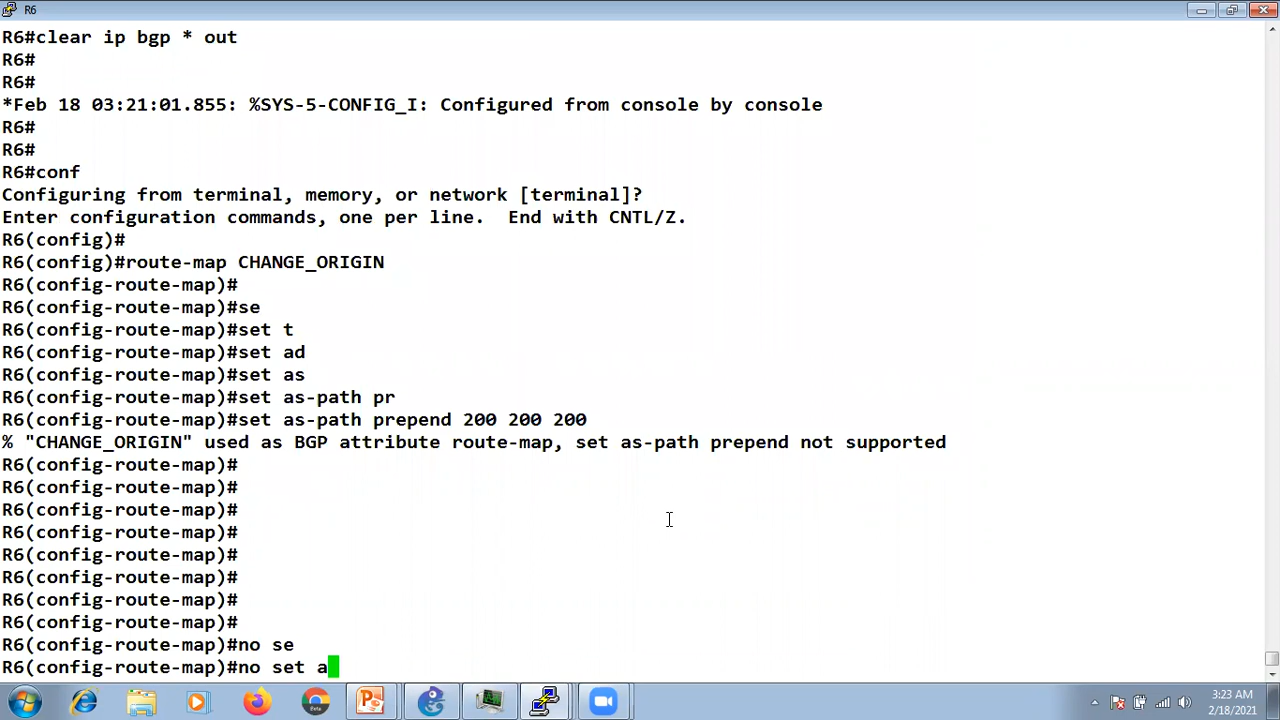 R6
R6#clear ip bgp * out
R6#
R6#
*Feb 18 03:21:01.855: %SYS-5-CONFIG_I: Configured from console by console
R6#
R6#
R6#conf
Configuring from terminal, memory, or network [terminal]?
Enter configuration commands, one per line.  End with CNTL/Z.
R6(config)#
R6(config)#route-map CHANGE_ORIGIN
R6(config-route-map)#
R6(config-route-map)#se
R6(config-route-map)#set t
R6(config-route-map)#set ad
R6(config-route-map)#set as
R6(config-route-map)#set as-path pr
R6(config-route-map)#set as-path prepend 200 200 200
% "CHANGE_ORIGIN" used as BGP attribute route-map, set as-path prepend not supported
R6(config-route-map)#
R6(config-route-map)#
R6(config-route-map)#
R6(config-route-map)#
R6(config-route-map)#
R6(config-route-map)#
R6(config-route-map)#
R6(config-route-map)#
R6(config-route-map)#no se
R6(config-route-map)#no set a
3:23 AM
2/18/2021